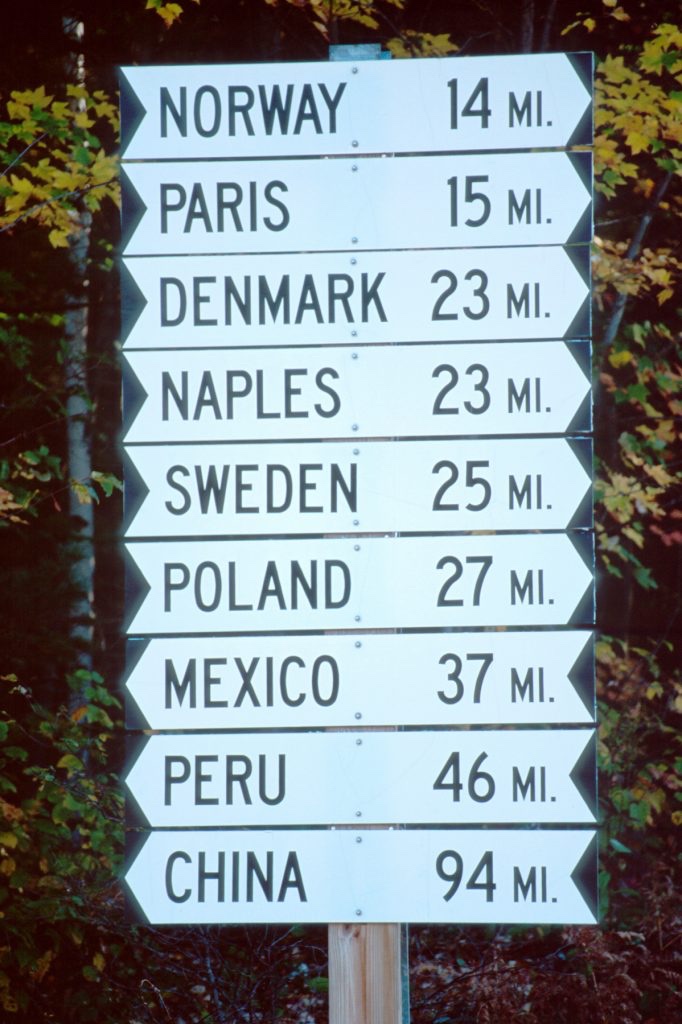 NORWAY 14 MI.
PARIS 15 MI.
DENMARK 23 MI.
NAPLES 23 MI.
SWEDEN 25 MI.
POLAND 27 MI.
MEXICO 37 MI.
PERU 46 MI.
CHINA 94 MI.